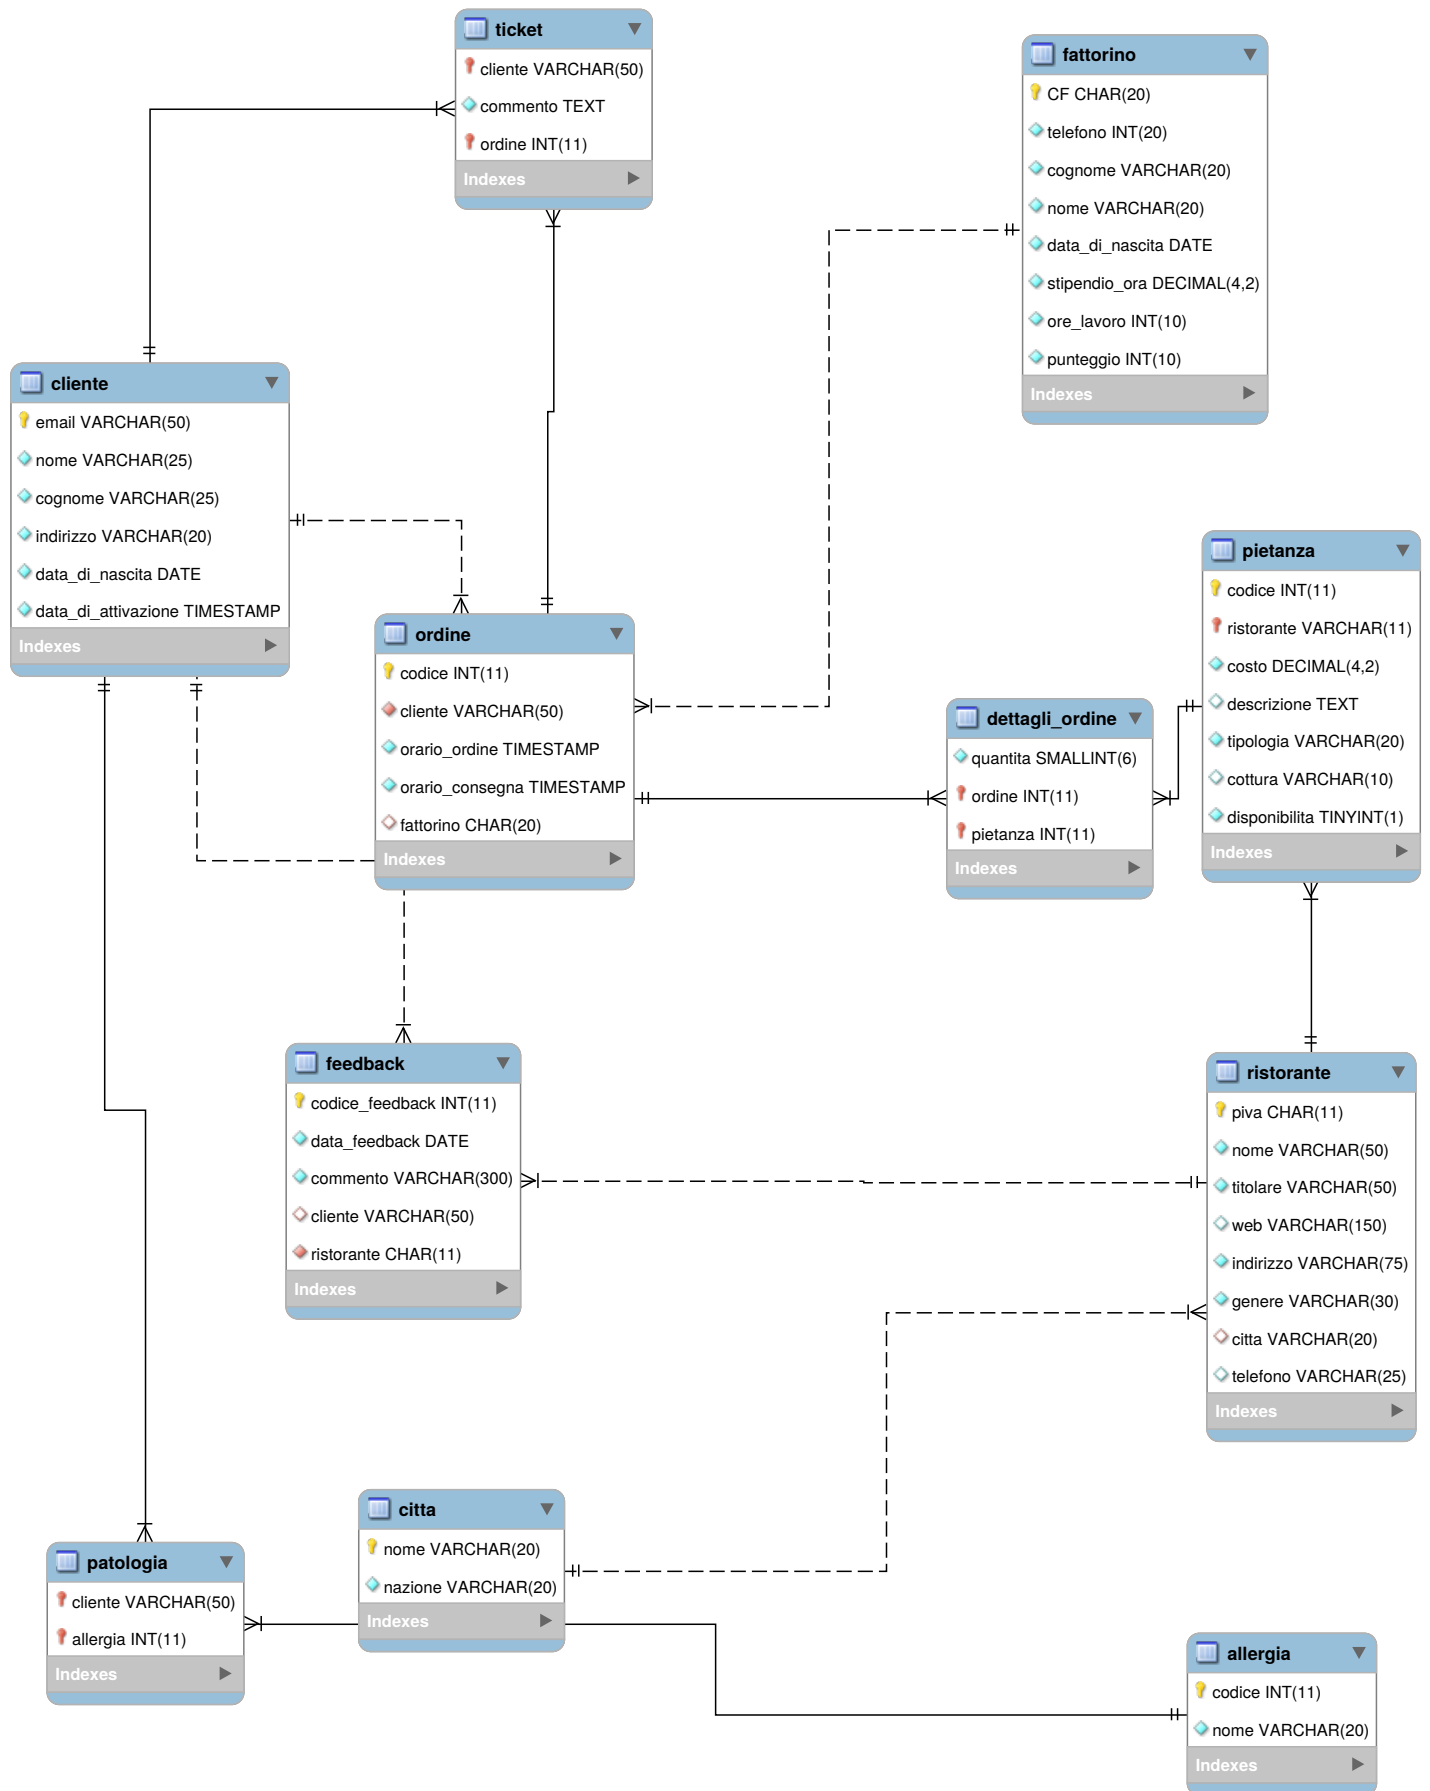 ticket
cliente VARCHAR(50)
commento TEXT
ordine INT(11)
Indexes
fattorino
CF CHAR(20)
telefono INT(20)
cognome VARCHAR(20)
nome VARCHAR(20)
data_di_nascita DATE
stipendio_ora DECIMAL(4,2)
ore_lavoro INT(10)
punteggio INT(10)
Indexes
cliente
email VARCHAR(50)
nome VARCHAR(25)
cognome VARCHAR(25)
indirizzo VARCHAR(20)
data_di_nascita DATE
data_di_attivazione TIMESTAMP
Indexes
ordine
codice INT(11)
cliente VARCHAR(50)
orario_ordine TIMESTAMP
orario_consegna TIMESTAMP
fattorino CHAR(20)
Indexes
dettagli_ordine
quantita SMALLINT(6)
ordine INT(11)
pietanza INT(11)
Indexes
pietanza
codice INT(11)
ristorante VARCHAR(11)
costo DECIMAL(4,2)
descrizione TEXT
tipologia VARCHAR(20)
cottura VARCHAR(10)
disponibilita TINYINT(1)
Indexes
feedback
codice_feedback INT(11)
data_feedback DATE
commento VARCHAR(300)
cliente VARCHAR(50)
ristorante CHAR(11)
Indexes
ristorante
piva CHAR(11)
nome VARCHAR(50)
titolare VARCHAR(50)
web VARCHAR(150)
indirizzo VARCHAR(75)
genere VARCHAR(30)
citta VARCHAR(20)
telefono VARCHAR(25)
Indexes
citta
nome VARCHAR(20)
nazione VARCHAR(20)
Indexes
patologia
cliente VARCHAR(50)
allergia INT(11)
Indexes
allergia
codice INT(11)
nome VARCHAR(20)
Indexes